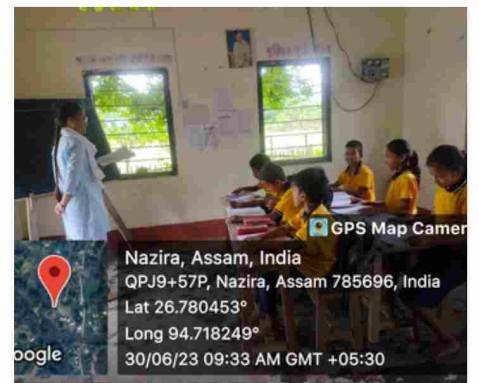 GPS Map Camer
Nazira, Assam, India
QPJ9+57P, Nazira, Assam 785696, India
Lat 26.780453°
Long 94.718249°
30/06/23 09:33 AM GMT +05:30
oogle